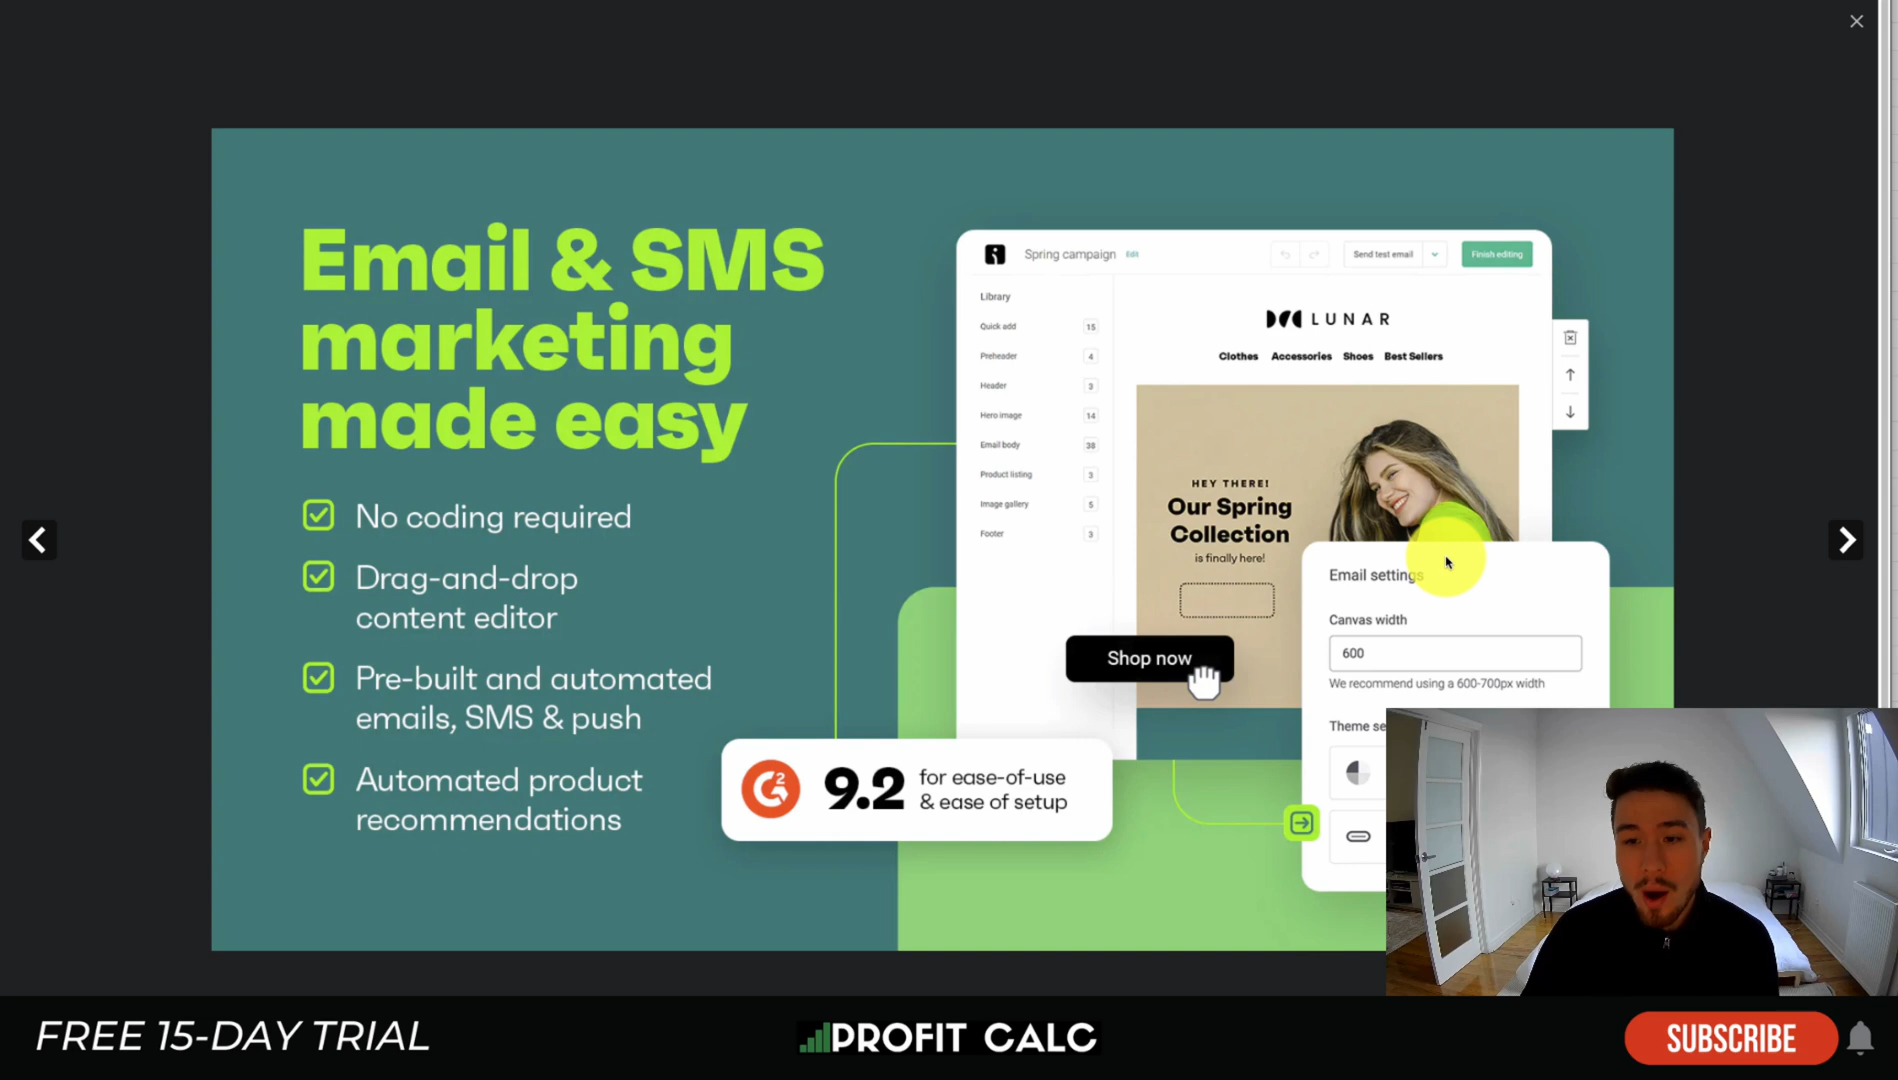 Email & SMS
marketing
made easy
No coding required
Drag-and-drop
content editor
Pre-built and automated
emails, SMS & push
Automated product
recommendations
G2
9.2
for ease-of-use
& ease of setup
Spring campaign Edit
Send test email
Finish editing
Library
Quick add 15
Preheader 4
Header 3
Hero image 14
Email body 38
Product listing 3
Image gallery 5
Footer 3
LUNAR
Clothes Accessories Shoes Best Sellers
HEY THERE!
Our Spring
Collection
is finally here!
Shop now
Email settings
Canvas width
600
We recommend using a 600-700px width
Theme se
FREE 15-DAY TRIAL
PROFIT CALC
SUBSCRIBE